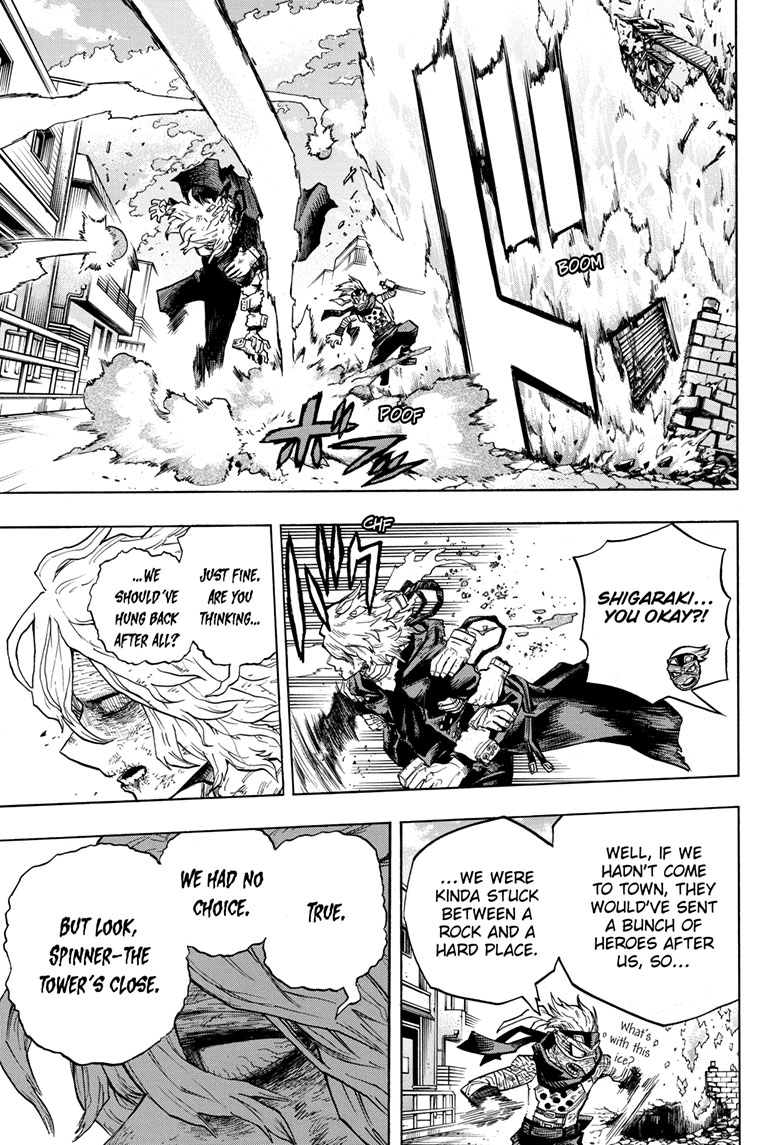 BOOM
POOF
ボフッ
SHIGARAKI...
YOU OKAY?!
CHF
JUST FINE.
ARE YOU
THINKING...
...WE
SHOULD'VE
HUNG BACK
AFTER ALL?
WELL, IF WE
HADN'T COME
TO TOWN, THEY
WOULD'VE SENT
A BUNCH OF
HEROES AFTER
US, SO...
...WE WERE
KINDA STUCK
BETWEEN A
ROCK AND A
HARD PLACE.
What's
with this
ice?
TRUE.
WE HAD NO
CHOICE.
BUT LOOK,
SPINNER–THE
TOWER'S CLOSE.